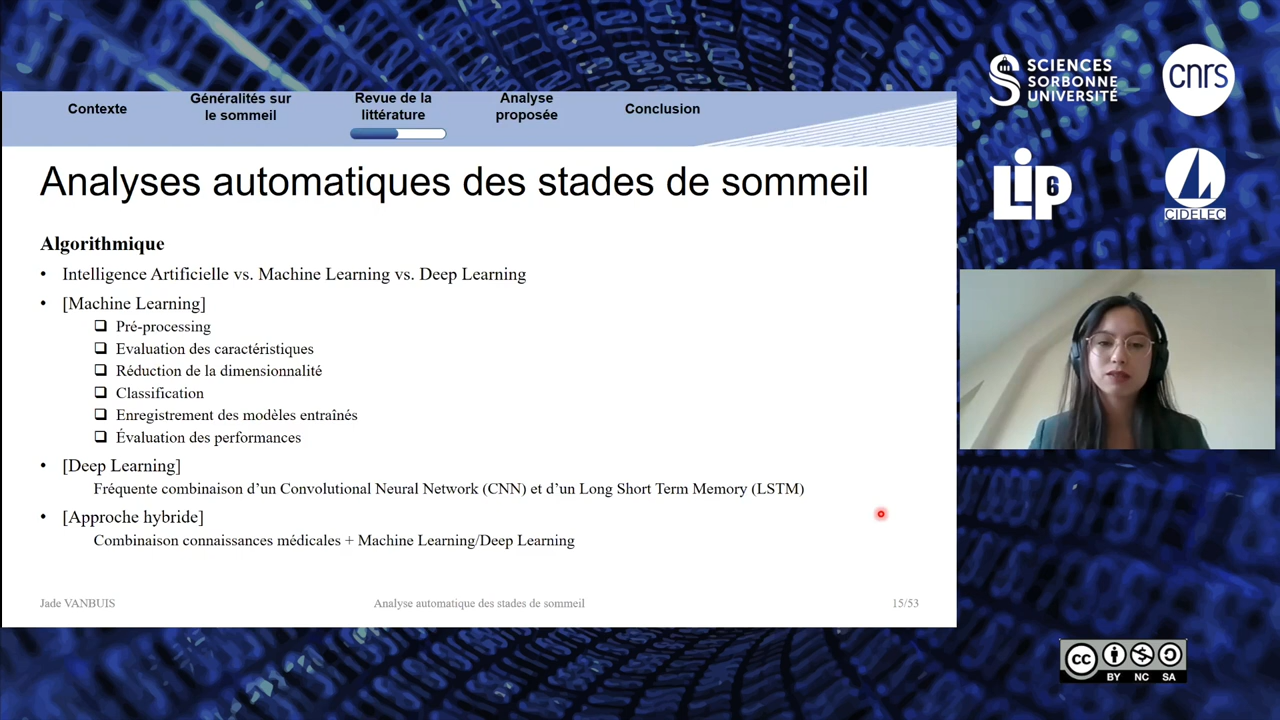 Contexte
Généralités sur
le sommeil
Revue de la
littérature
Analyse
proposée
Conclusion
Analyses automatiques des stades de sommeil
Algorithmique
• Intelligence Artificielle vs. Machine Learning vs. Deep Learning
• [Machine Learning]
❑ Pré-processing
❑ Evaluation des caractéristiques
❑ Réduction de la dimensionnalité
❑ Classification
❑ Enregistrement des modèles entraînés
❑ Évaluation des performances
• [Deep Learning]
Fréquente combinaison d’un Convolutional Neural Network (CNN) et d’un Long Short Term Memory (LSTM)
• [Approche hybride]
Combinaison connaissances médicales + Machine Learning/Deep Learning
Jade VANBUIS
Analyse automatique des stades de sommeil
15/53
SCIENCES
SORBONNE
UNIVERSITÉ
cnrs
LIP6
CIDELEC
cc
BY NC SA